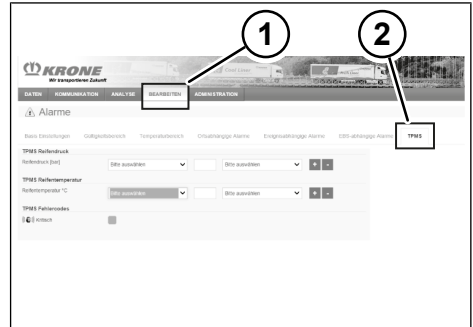 1
2
KRONE
Wir transportieren Zukunft
Cool Liner
DATEN KOMMUNIKATION ANALYSE BEARBEITEN ADMINISTRATION
Alarme
Basis Einstellungen Gültigkeitsbereich Temperaturbereich Ortsabhängige Alarme Ereignisabhängige Alarme EBS-abhängige Alarme TPMS
TPMS Reifendruck
Reifendruck [bar] Bitte auswählen Bitte auswählen + -
TPMS Reifentemperatur
Reifentemperatur °C Bitte auswählen Bitte auswählen + -
TPMS Fehlercodes
Kritisch